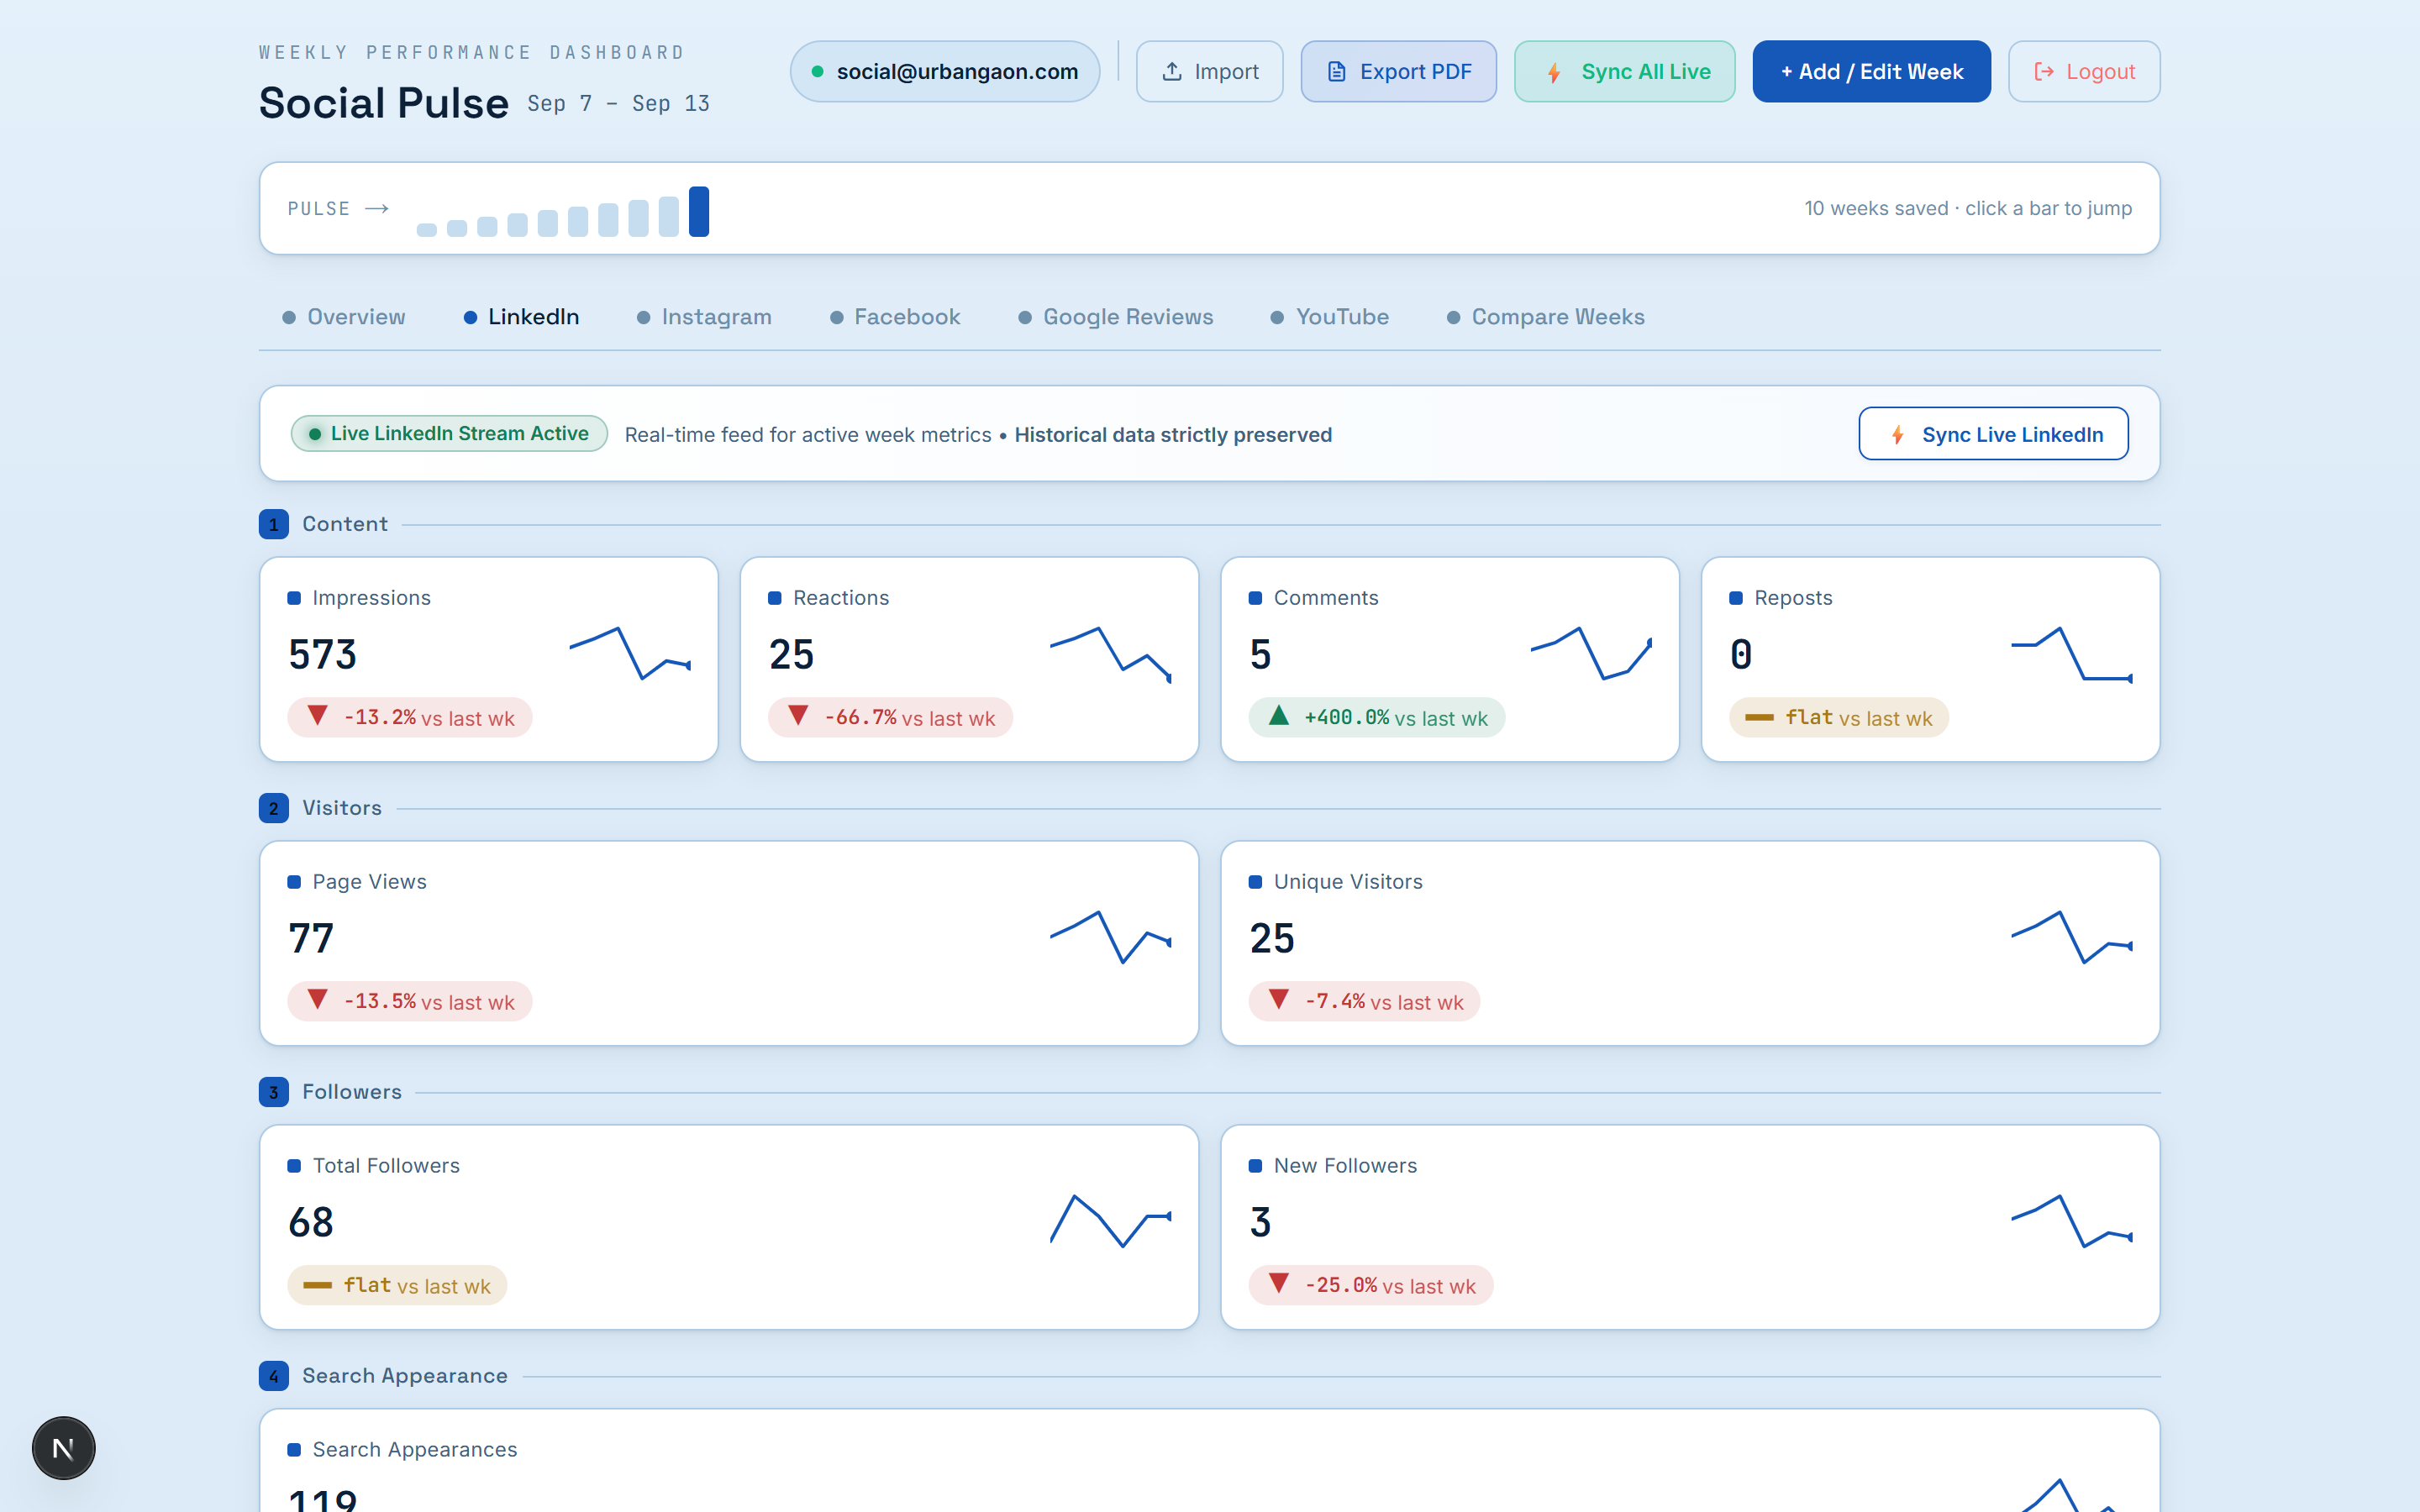 WEEKLY PERFORMANCE DASHBOARD
Social Pulse Sep 7 – Sep 13
social@urbangaon.com
Import
Export PDF
Sync All Live
+ Add / Edit Week
Logout
PULSE →
10 weeks saved · click a bar to jump
Overview
LinkedIn
Instagram
Facebook
Google Reviews
YouTube
Compare Weeks
Live LinkedIn Stream Active
Real-time feed for active week metrics • Historical data strictly preserved
Sync Live LinkedIn
1 Content
Impressions
573
▼ -13.2% vs last wk
Reactions
25
▼ -66.7% vs last wk
Comments
5
▲ +400.0% vs last wk
Reposts
0
— flat vs last wk
2 Visitors
Page Views
77
▼ -13.5% vs last wk
Unique Visitors
25
▼ -7.4% vs last wk
3 Followers
Total Followers
68
— flat vs last wk
New Followers
3
▼ -25.0% vs last wk
4 Search Appearance
Search Appearances
119
N